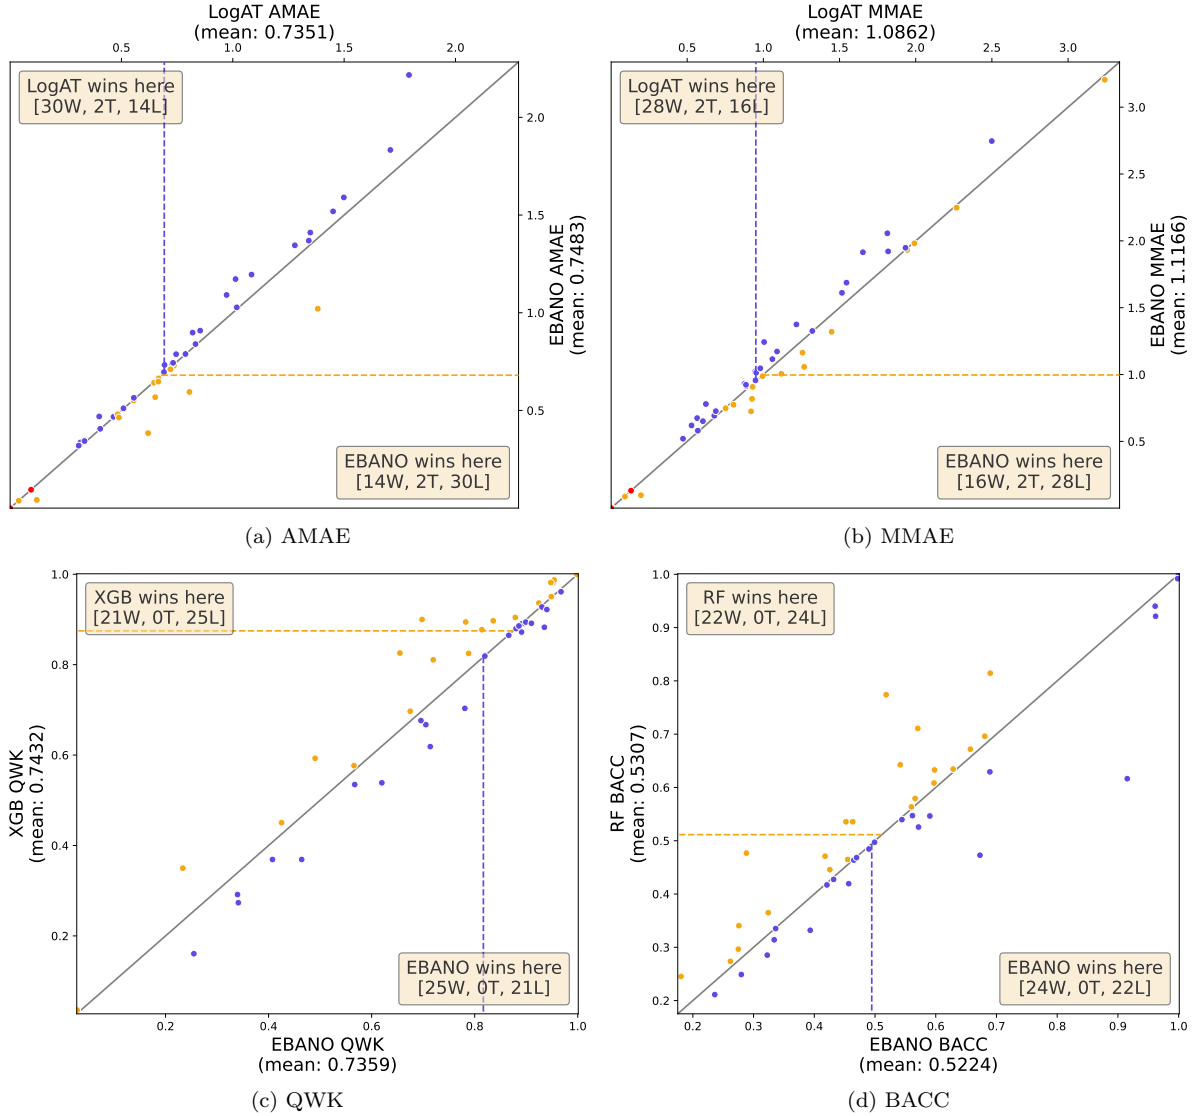 LogAT AMAE
(mean: 0.7351)
0.5 1.0 1.5 2.0
LogAT wins here
[30W, 2T, 14L]
2.0
1.5
1.0
0.5
EBANO AMAE
(mean: 0.7483)
EBANO wins here
[14W, 2T, 30L]
(a) AMAE
LogAT MMAE
(mean: 1.0862)
0.5 1.0 1.5 2.0 2.5 3.0
LogAT wins here
[28W, 2T, 16L]
3.0
2.5
2.0
1.5
1.0
0.5
EBANO MMAE
(mean: 1.1166)
EBANO wins here
[16W, 2T, 28L]
(b) MMAE
XGB QWK
(mean: 0.7432)
1.0
0.8
0.6
0.4
0.2
XGB wins here
[21W, 0T, 25L]
EBANO wins here
[25W, 0T, 21L]
0.2 0.4 0.6 0.8 1.0
EBANO QWK
(mean: 0.7359)
(c) QWK
RF BACC
(mean: 0.5307)
1.0
0.9
0.8
0.7
0.6
0.5
0.4
0.3
0.2
RF wins here
[22W, 0T, 24L]
EBANO wins here
[24W, 0T, 22L]
0.2 0.3 0.4 0.5 0.6 0.7 0.8 0.9 1.0
EBANO BACC
(mean: 0.5224)
(d) BACC